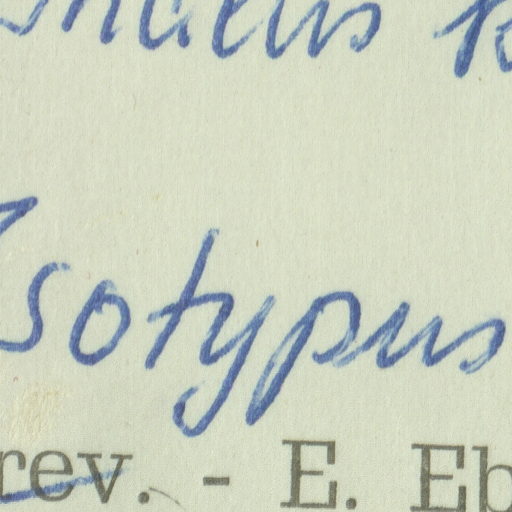 Isotypus
rev. - E. Eb